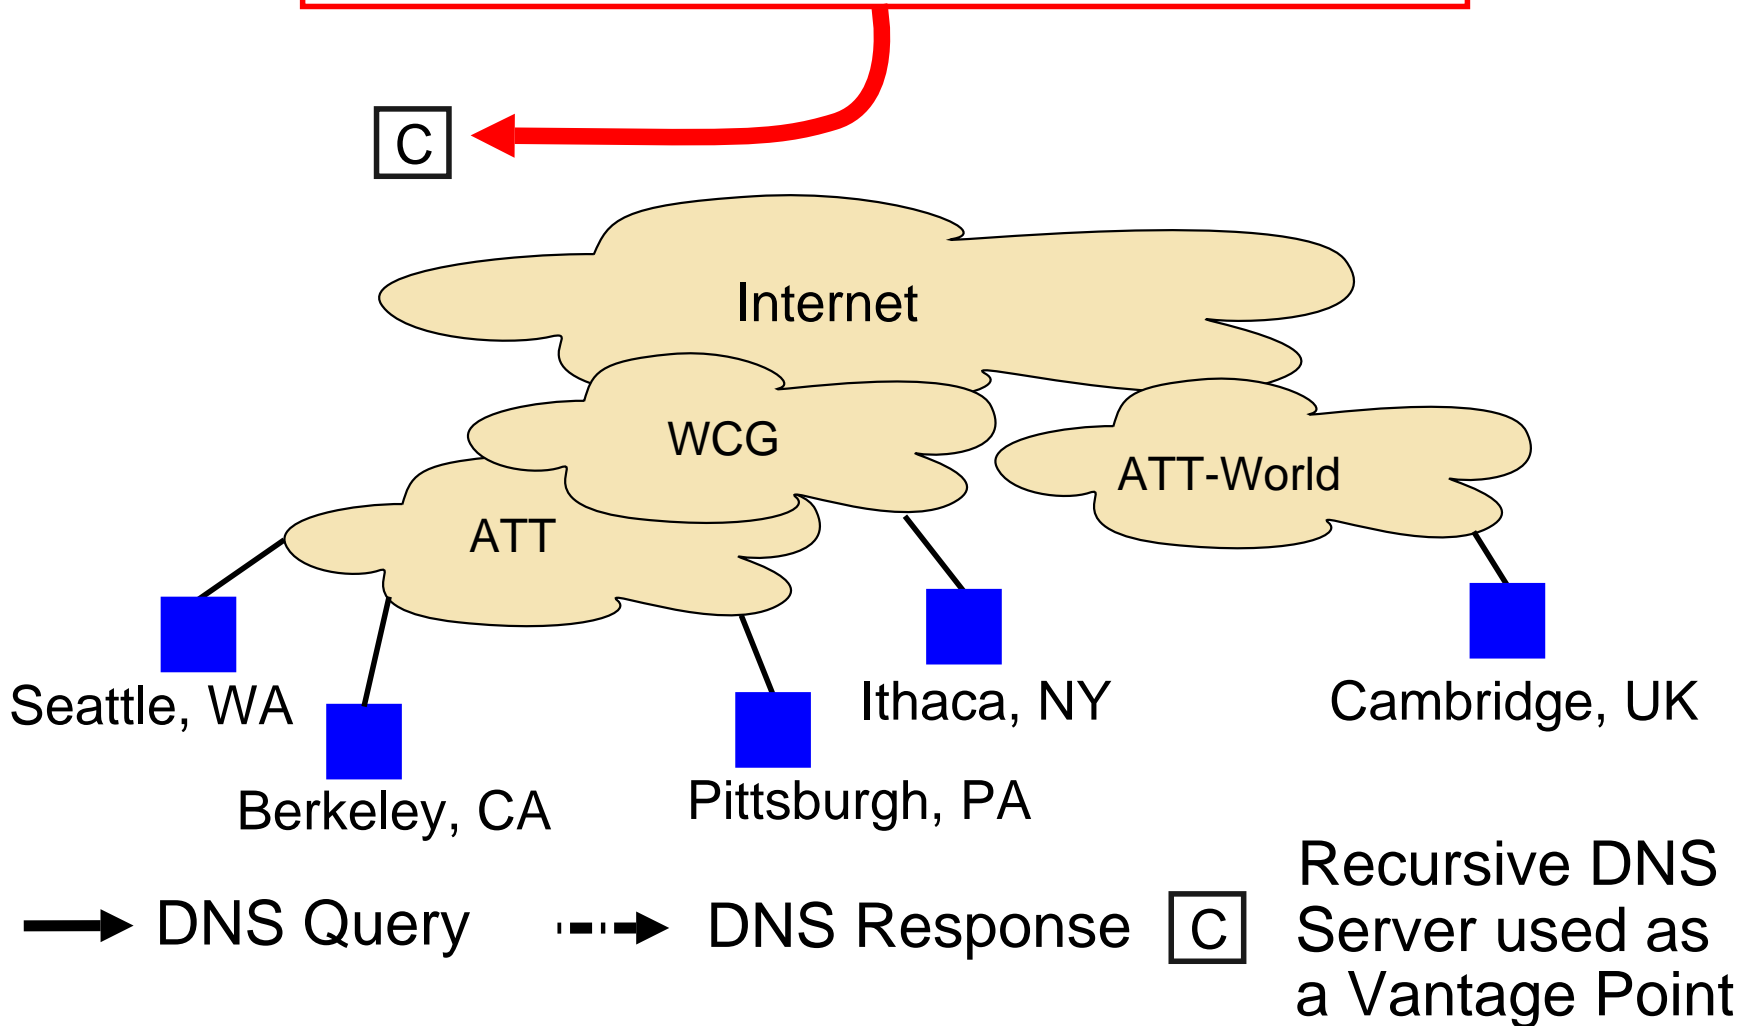 C
Internet
WCG
ATT-World
ATT
Seattle, WA
Ithaca, NY
Cambridge, UK
Berkeley, CA
Pittsburgh, PA
DNS Query
DNS Response
C
Recursive DNS
Server used as
a Vantage Point